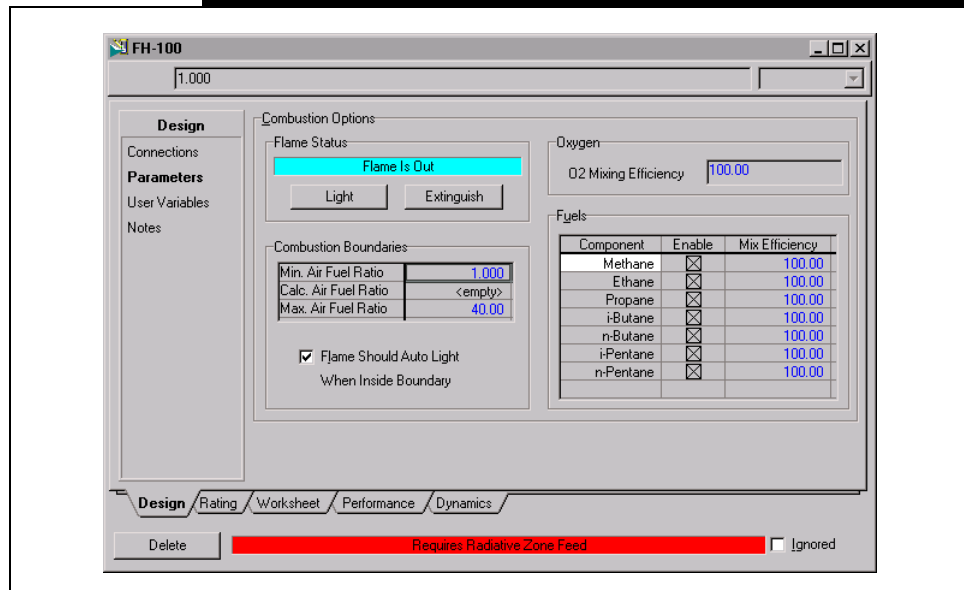 FH-100
1.000
Design
Connections
Parameters
User Variables
Notes
Combustion Options
Flame Status
Flame Is Out
Light Extinguish
Combustion Boundaries
Min. Air Fuel Ratio 1.000
Calc. Air Fuel Ratio <empty>
Max. Air Fuel Ratio 40.00
Flame Should Auto Light
When Inside Boundary
Oxygen
O2 Mixing Efficiency 100.00
Fuels
Component Enable Mix Efficiency
Methane 100.00
Ethane 100.00
Propane 100.00
i-Butane 100.00
n-Butane 100.00
i-Pentane 100.00
n-Pentane 100.00
Design Rating Worksheet Performance Dynamics
Delete Requires Radiative Zone Feed Ignored